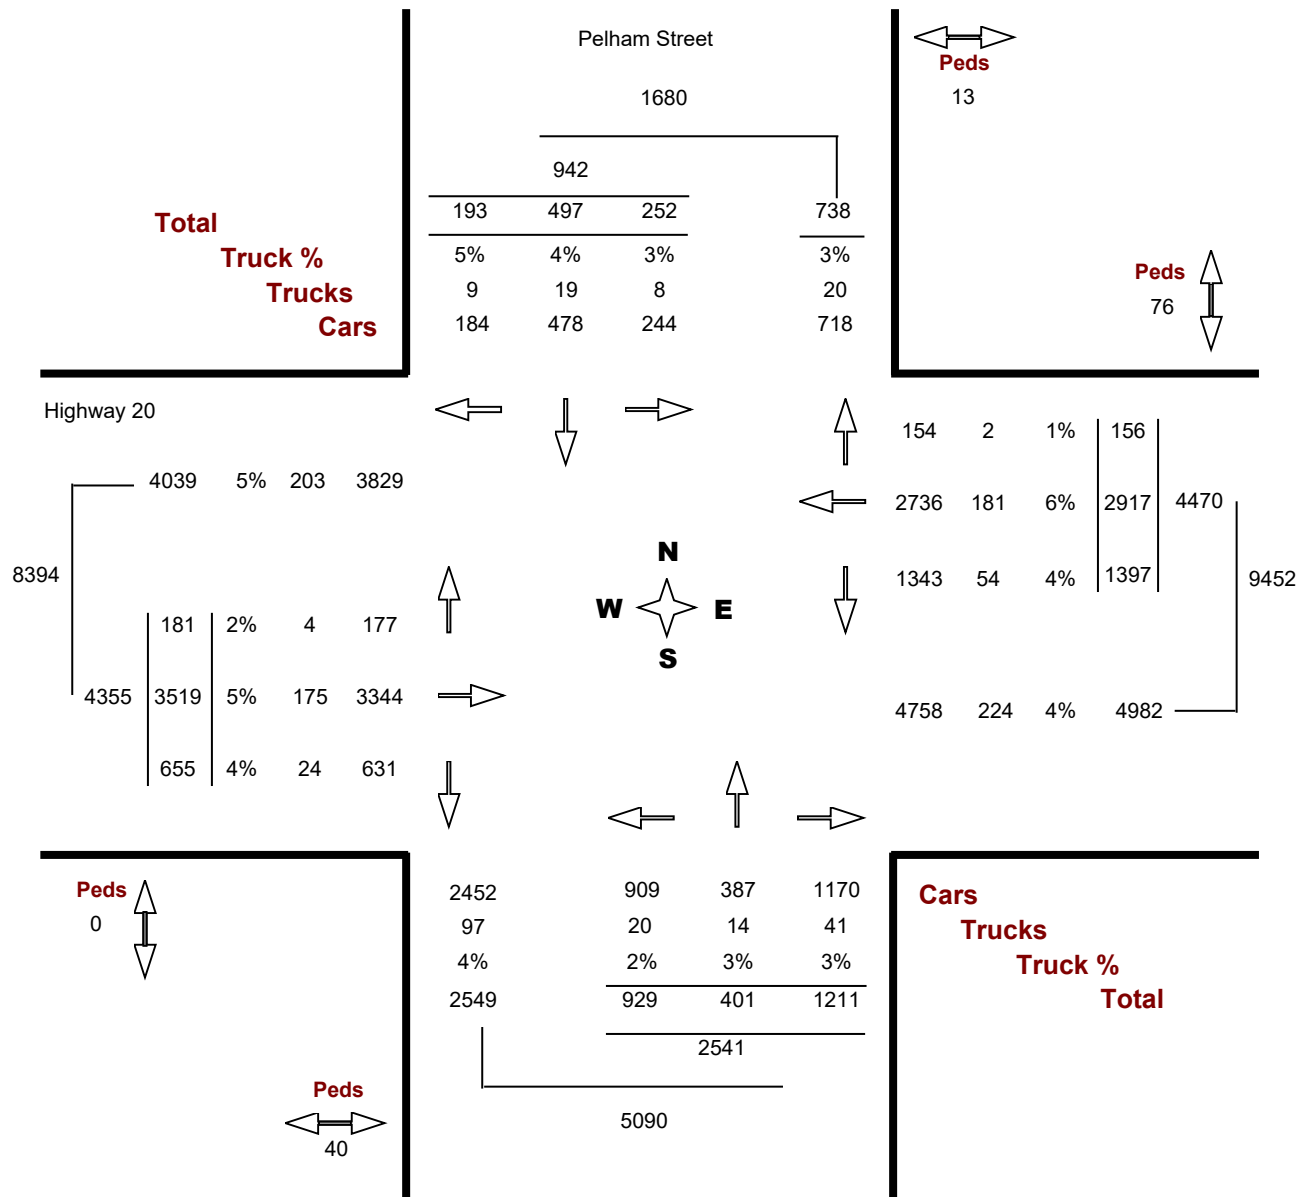 Pelham Street
Peds
13
1680
942
Total
193 497 252 738
Truck %
5% 4% 3% 3%
Trucks
9 19 8 20
Cars
184 478 244 718
Peds
76
Highway 20
154 2 1% 156
4039 5% 203 3829
2736 181 6% 2917 4470
N
8394
1343 54 4% 1397
9452
W E
181 2% 4 177
S
4355 3519 5% 175 3344
4758 224 4% 4982
655 4% 24 631
Peds
0
2452 909 387 1170
Cars
97 20 14 41
Trucks
4% 2% 3% 3%
Truck %
2549 929 401 1211
Total
2541
Peds
40
5090